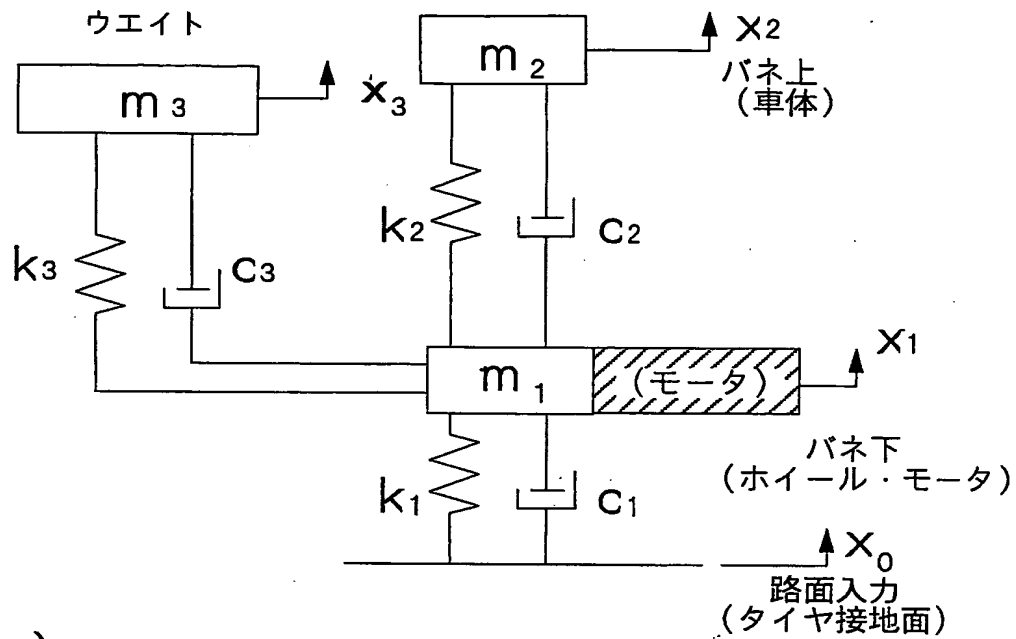 ウエイト
m3
x3
m2
x2
バネ上
(車体)
k3
c3
k2
c2
m1
(モータ)
x1
バネ下
(ホイール・モータ)
k1
c1
x0
路面入力
(タイヤ接地面)
)